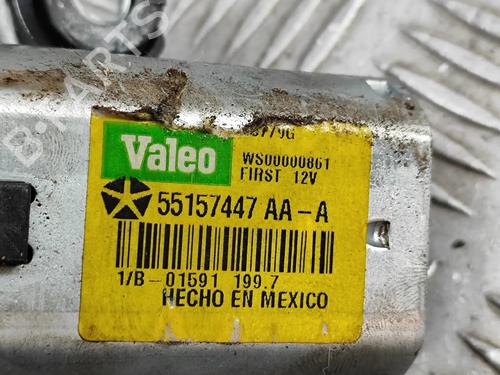 Valeo
WS00000861
FIRST 12V
55157447 AA-A
1/B-01591 199.7
HECHO EN MEXICO